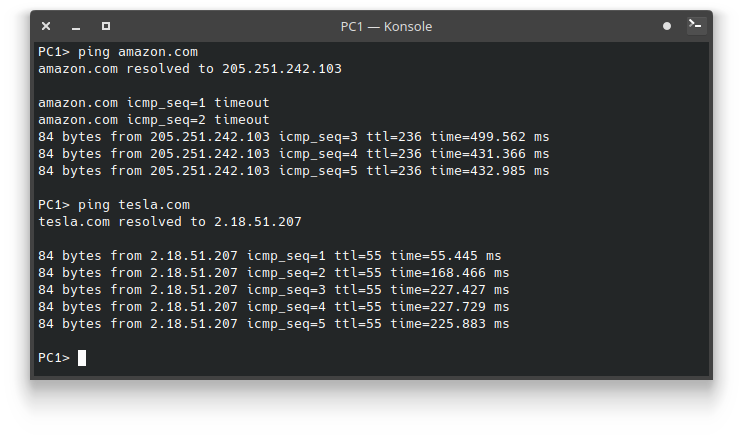 PC1 — Konsole
PC1> ping amazon.com
amazon.com resolved to 205.251.242.103
amazon.com icmp_seq=1 timeout
amazon.com icmp_seq=2 timeout
84 bytes from 205.251.242.103 icmp_seq=3 ttl=236 time=499.562 ms
84 bytes from 205.251.242.103 icmp_seq=4 ttl=236 time=431.366 ms
84 bytes from 205.251.242.103 icmp_seq=5 ttl=236 time=432.985 ms
PC1> ping tesla.com
tesla.com resolved to 2.18.51.207
84 bytes from 2.18.51.207 icmp_seq=1 ttl=55 time=55.445 ms
84 bytes from 2.18.51.207 icmp_seq=2 ttl=55 time=168.466 ms
84 bytes from 2.18.51.207 icmp_seq=3 ttl=55 time=227.427 ms
84 bytes from 2.18.51.207 icmp_seq=4 ttl=55 time=227.729 ms
84 bytes from 2.18.51.207 icmp_seq=5 ttl=55 time=225.883 ms
PC1>